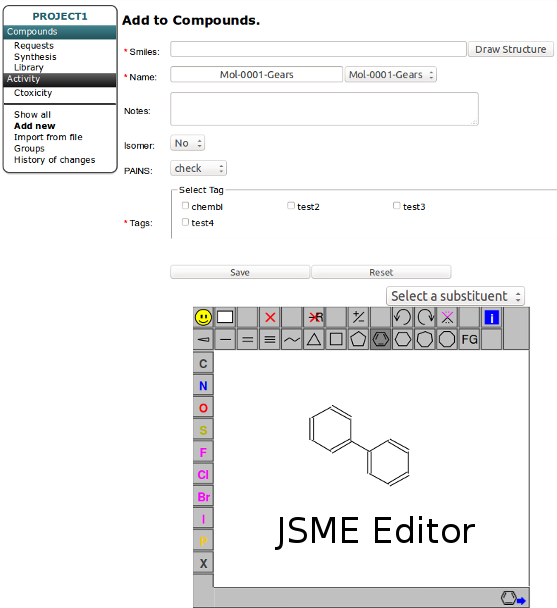 PROJECT1
Compounds
Requests
Synthesis
Library
Activity
Ctoxicity
Show all
Add new
Import from file
Groups
History of changes
Add to Compounds.
* Smiles:
Draw Structure
* Name:
Mol-0001-Gears
Mol-0001-Gears
Notes:
Isomer:
No
PAINS:
check
Select Tag
chembl
test2
test3
* Tags:
test4
Save
Reset
Select a substituent
R
+/-
i
FG
C
N
O
S
F
Cl
Br
I
P
X
JSME Editor